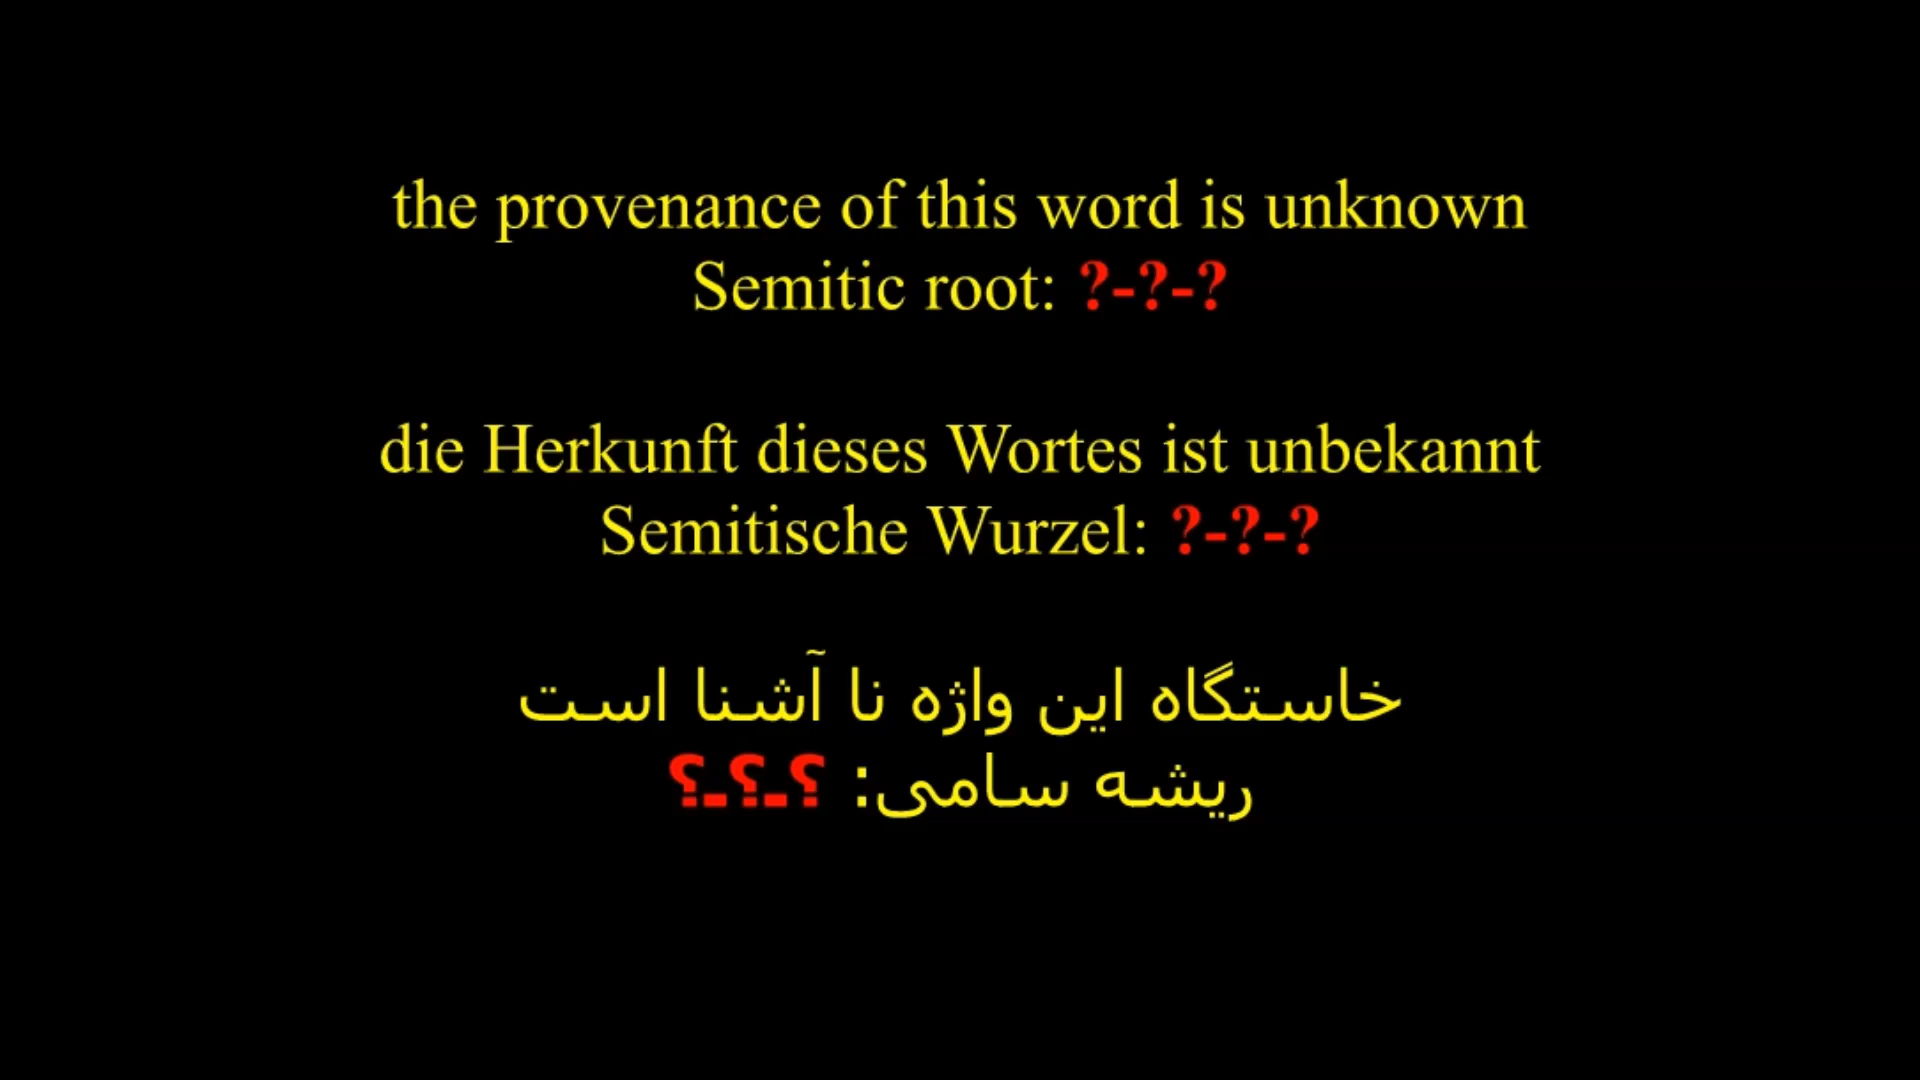 the provenance of this word is unknown
Semitic root: ?-?-?
die Herkunft dieses Wortes ist unbekannt
Semitische Wurzel: ?-?-?
خاستگاه این واژه نا آشنا است
ریشه سامی: ؟-؟-؟